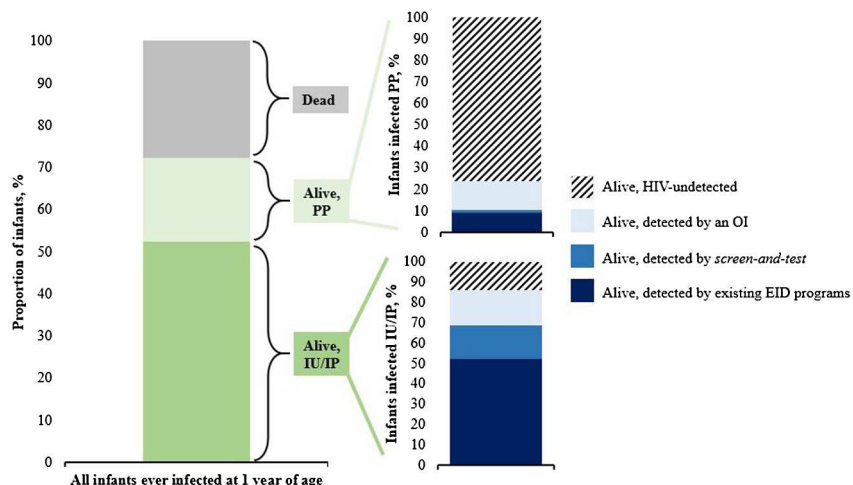 100
90
80
70
60
50
40
30
20
10
0
Proportion of infants, %
All infants ever infected at 1 year of age
Dead
Alive,
PP
Alive,
IU/IP
100
90
80
70
60
50
40
30
20
10
0
Infants infected PP, %
100
90
80
70
60
50
40
30
20
10
0
Infants infected IU/IP, %
Alive, HIV-undetected
Alive, detected by an OI
Alive, detected by screen-and-test
Alive, detected by existing EID programs